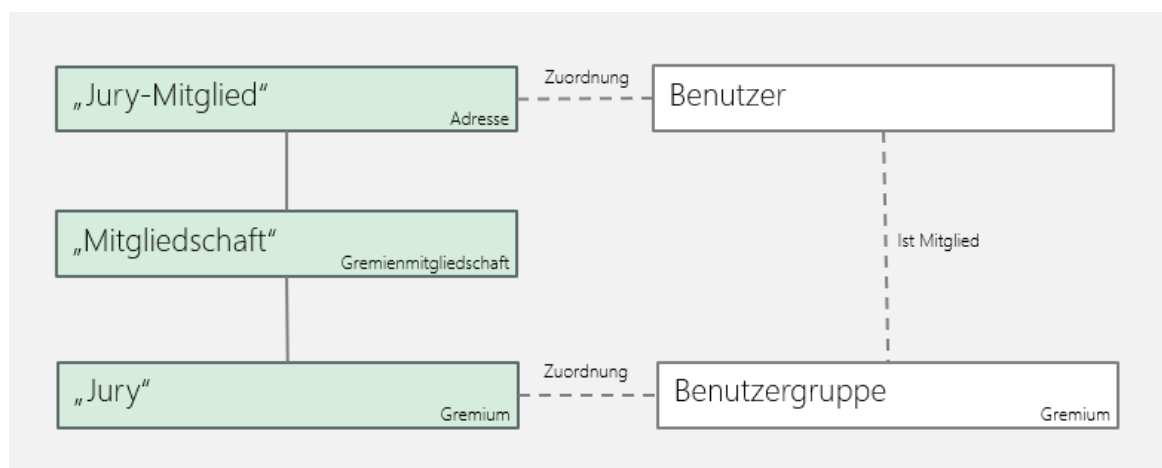 „Jury-Mitglied“
Adresse
Zuordnung
Benutzer
„Mitgliedschaft“
Gremienmitgliedschaft
Ist Mitglied
„Jury“
Gremium
Zuordnung
Benutzergruppe
Gremium